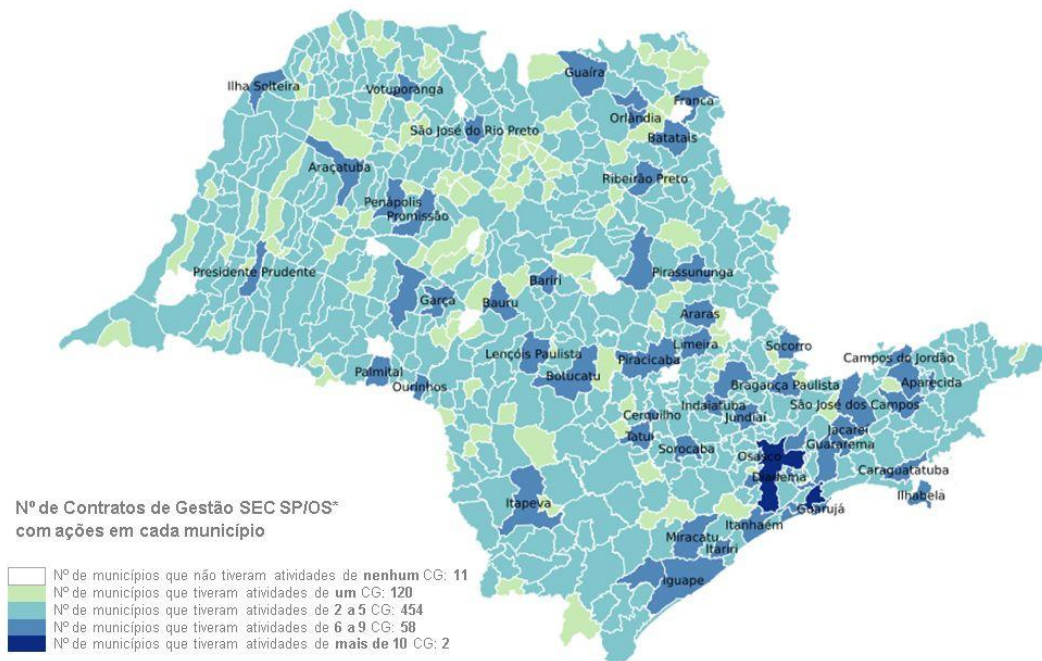 Guaíra
Ilha Solteira
Votuporanga
Franca
Orlândia
São José do Rio Preto
Batatais
Araçatuba
Ribeirão Preto
Penápolis
Promissão
Presidente Prudente
Pirassununga
Bariri
Garça
Bauru
Araras
Limeira
Socorro
Lençóis Paulista
Piracicaba
Campos do Jordão
Palmital
Botucatu
Bragança Paulista
Aparecida
Ourinhos
Indaiatuba
São José dos Campos
Cerquilho
Jundiaí
Jacareí
Tatuí
Guararema
Sorocaba
Osasco
Caraguatatuba
Diadema
Ilhabela
Itapeva
Guarujá
Itanhaém
Miracatu
Itariri
Iguape
Nº de Contratos de Gestão SEC SP/OS*
com ações em cada município
Nº de municípios que não tiveram atividades de nenhum CG: 11
Nº de municípios que tiveram atividades de um CG: 120
Nº de municípios que tiveram atividades de 2 a 5 CG: 454
Nº de municípios que tiveram atividades de 6 a 9 CG: 58
Nº de municípios que tiveram atividades de mais de 10 CG: 2